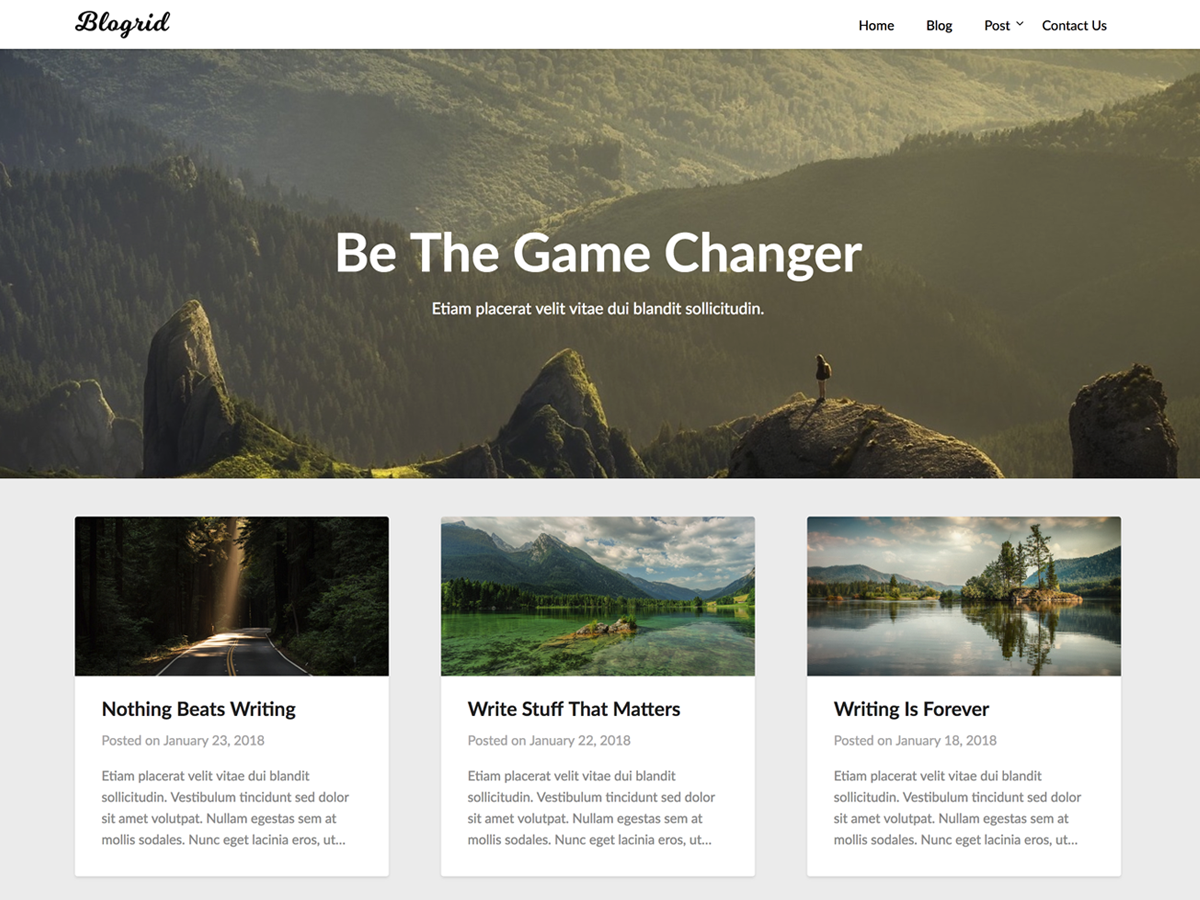 Blogrid
Home Blog Post Contact Us
Be The Game Changer
Etiam placerat velit vitae dui blandit sollicitudin.
Nothing Beats Writing
Posted on January 23, 2018
Etiam placerat velit vitae dui blandit
sollicitudin. Vestibulum tincidunt sed dolor
sit amet volutpat. Nullam egestas sem at
mollis sodales. Nunc eget lacinia eros, ut...
Write Stuff That Matters
Posted on January 22, 2018
Etiam placerat velit vitae dui blandit
sollicitudin. Vestibulum tincidunt sed dolor
sit amet volutpat. Nullam egestas sem at
mollis sodales. Nunc eget lacinia eros, ut...
Writing Is Forever
Posted on January 18, 2018
Etiam placerat velit vitae dui blandit
sollicitudin. Vestibulum tincidunt sed dolor
sit amet volutpat. Nullam egestas sem at
mollis sodales. Nunc eget lacinia eros, ut...